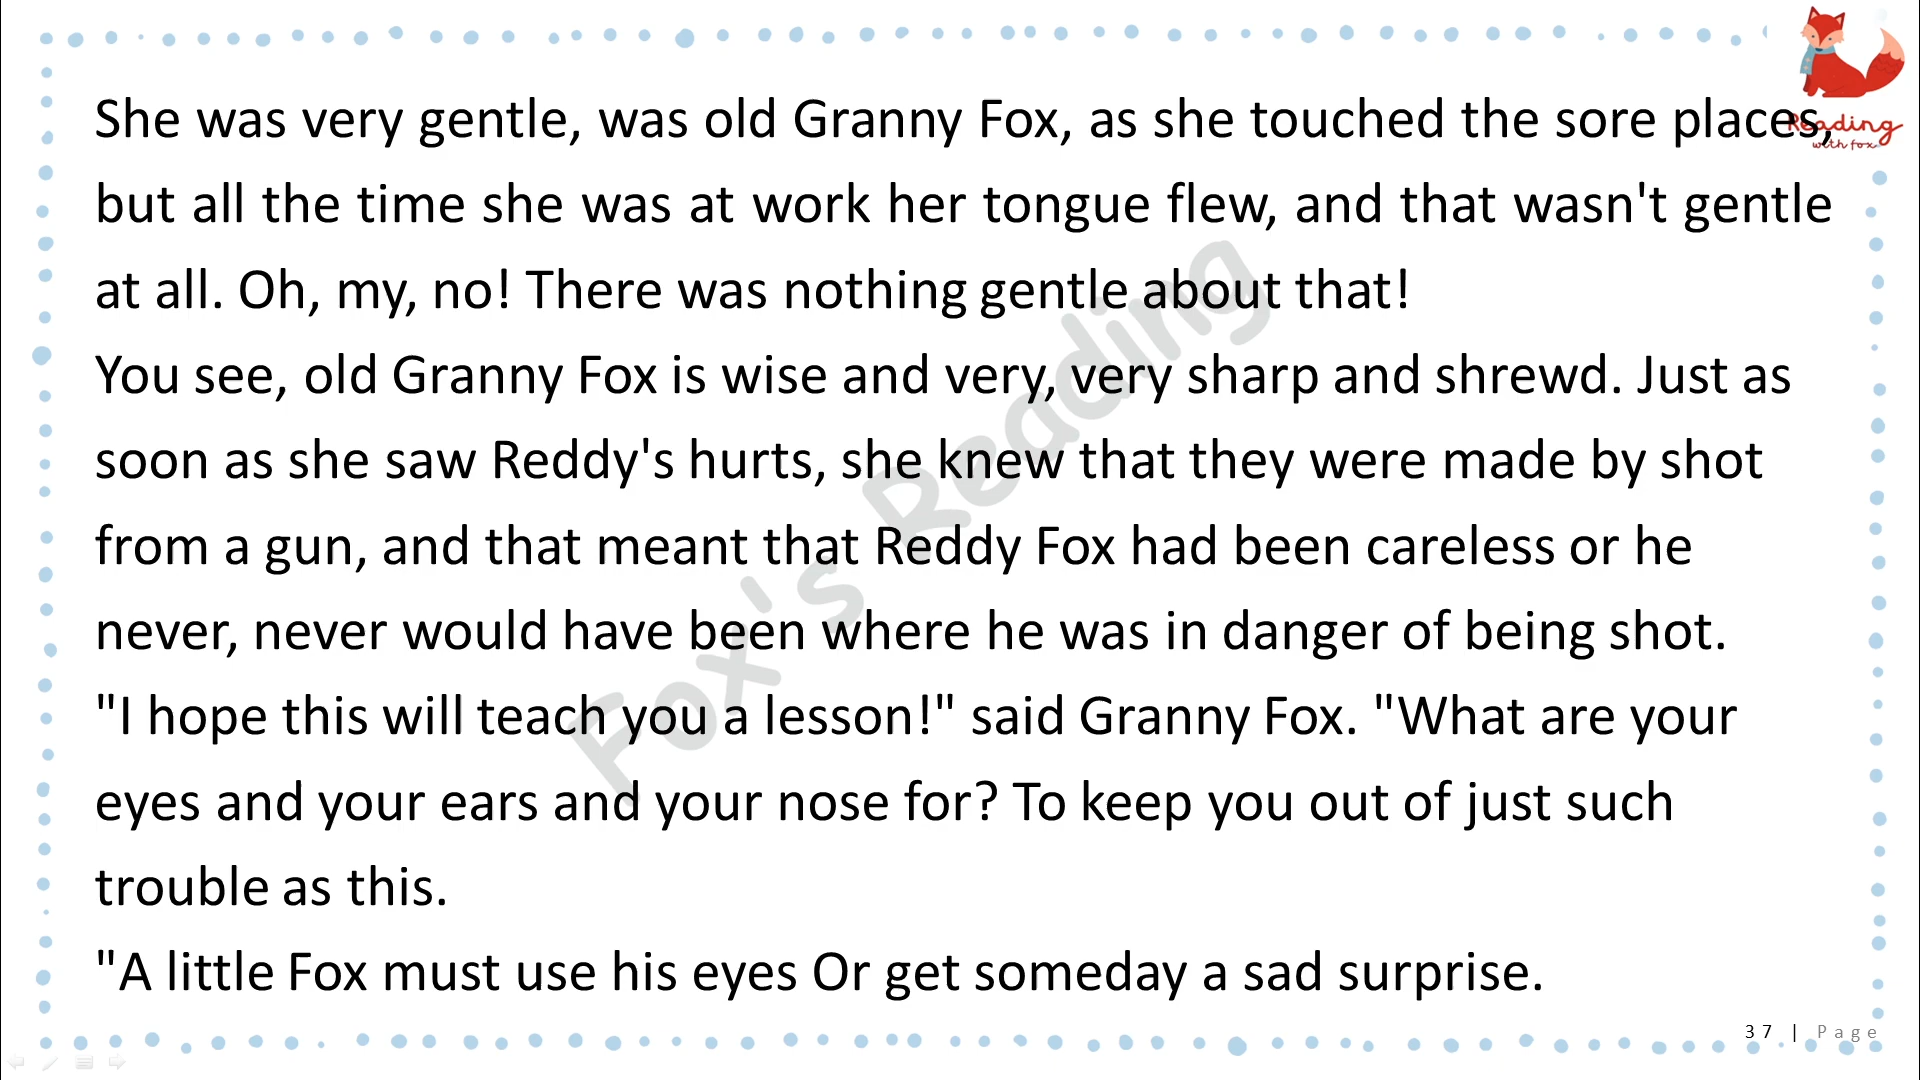 She was very gentle, was old Granny Fox, as she touched the sore places,
but all the time she was at work her tongue flew, and that wasn't gentle
at all. Oh, my, no! There was nothing gentle about that!
You see, old Granny Fox is wise and very, very sharp and shrewd. Just as
soon as she saw Reddy's hurts, she knew that they were made by shot
from a gun, and that meant that Reddy Fox had been careless or he
never, never would have been where he was in danger of being shot.
"I hope this will teach you a lesson!" said Granny Fox. "What are your
eyes and your ears and your nose for? To keep you out of just such
trouble as this.
"A little Fox must use his eyes Or get someday a sad surprise.
Reading
with fox
Fox's Reading
37 | Page